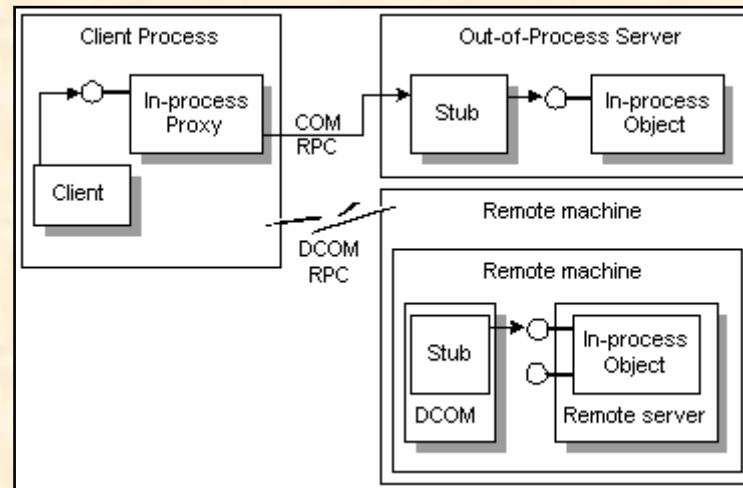 Client Process
In-process
Proxy
Client
COM
RPC
DCOM
RPC
Out-of-Process Server
Stub
In-process
Object
Remote machine
Remote machine
Stub
DCOM
In-process
Object
Remote server